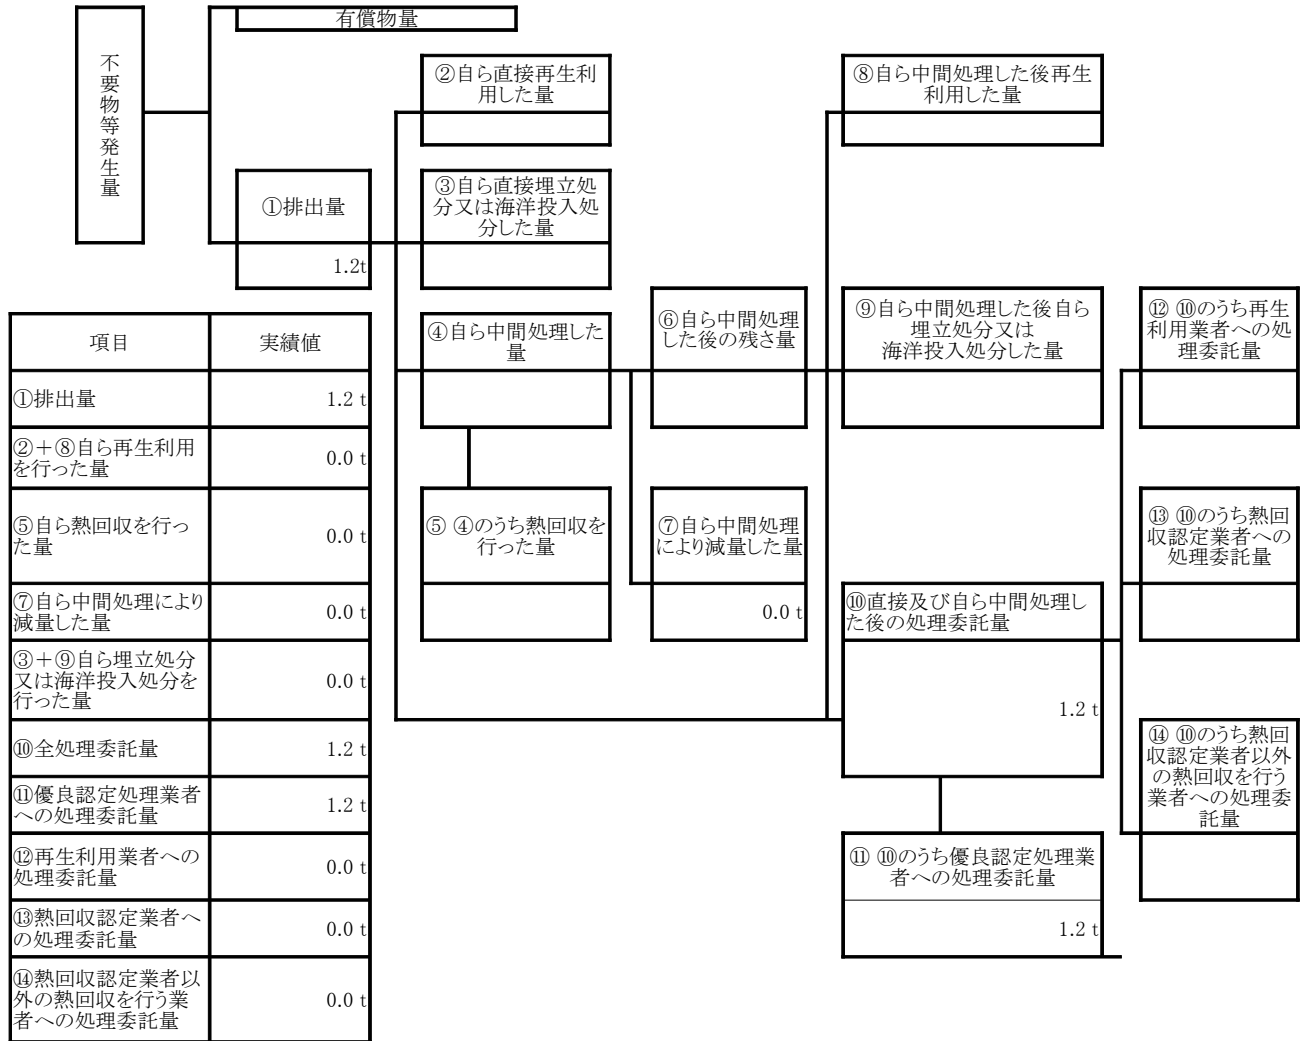 有償物量
不要物等発生量
②自ら直接再生利
用した量
⑧自ら中間処理した後再生
利用した量
①排出量
1.2t
③自ら直接埋立処
分又は海洋投入処
分した量
④自ら中間処理した
量
⑥自ら中間処理
した後の残さ量
⑨自ら中間処理した後自ら
埋立処分又は
海洋投入処分した量
⑫ ⑩のうち再生
利用業者への処
理委託量
⑤ ④のうち熱回収を
行った量
⑦自ら中間処理
により減量した量
0.0 t
⑬ ⑩のうち熱回
収認定業者への
処理委託量
⑩直接及び自ら中間処理し
た後の処理委託量
1.2 t
⑭ ⑩のうち熱回
収認定業者以外
の熱回収を行う
業者への処理委
託量
⑪ ⑩のうち優良認定処理業
者への処理委託量
1.2 t
項目 実績値
①排出量 1.2 t
②＋⑧自ら再生利用
を行った量 0.0 t
⑤自ら熱回収を行っ
た量 0.0 t
⑦自ら中間処理により
減量した量 0.0 t
③＋⑨自ら埋立処分
又は海洋投入処分を
行った量 0.0 t
⑩全処理委託量 1.2 t
⑪優良認定処理業者
への処理委託量 1.2 t
⑫再生利用業者への
処理委託量 0.0 t
⑬熱回収認定業者へ
の処理委託量 0.0 t
⑭熱回収認定業者以
外の熱回収を行う業
者への処理委託量 0.0 t